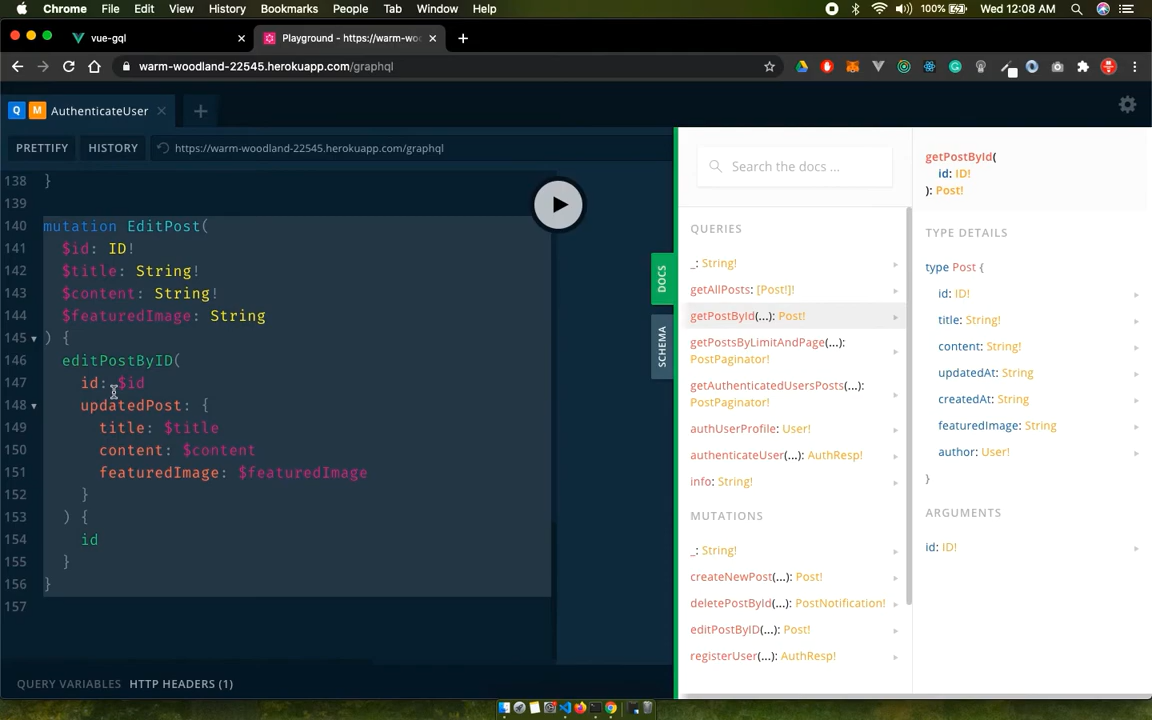 Chrome File Edit View History Bookmarks People Tab Window Help 100% Wed 12:08 AM
vue-gql
Playground - https://warm-wo
warm-woodland-22545.herokuapp.com/graphql
Q M AuthenticateUser
PRETTIFY HISTORY https://warm-woodland-22545.herokuapp.com/graphql
138 }
139
140 mutation EditPost(
141 $id: ID!
142 $title: String!
143 $content: String!
144 $featuredImage: String
145 ) {
146 editPostByID(
147 id: $id
148 updatedPost: {
149 title: $title
150 content: $content
151 featuredImage: $featuredImage
152 }
153 ) {
154 id
155 }
156 }
157
QUERY VARIABLES HTTP HEADERS (1)
DOCS
SCHEMA
Search the docs ...
QUERIES
_: String!
getAllPosts: [Post!]!
getPostById(...): Post!
getPostsByLimitAndPage(...):
PostPaginator!
getAuthenticatedUsersPosts(...):
PostPaginator!
authUserProfile: User!
authenticateUser(...): AuthResp!
info: String!
MUTATIONS
_: String!
createNewPost(...): Post!
deletePostById(...): PostNotification!
editPostByID(...): Post!
registerUser(...): AuthResp!
getPostById(
id: ID!
): Post!
TYPE DETAILS
type Post {
id: ID!
title: String!
content: String!
updatedAt: String
createdAt: String
featuredImage: String
author: User!
}
ARGUMENTS
id: ID!